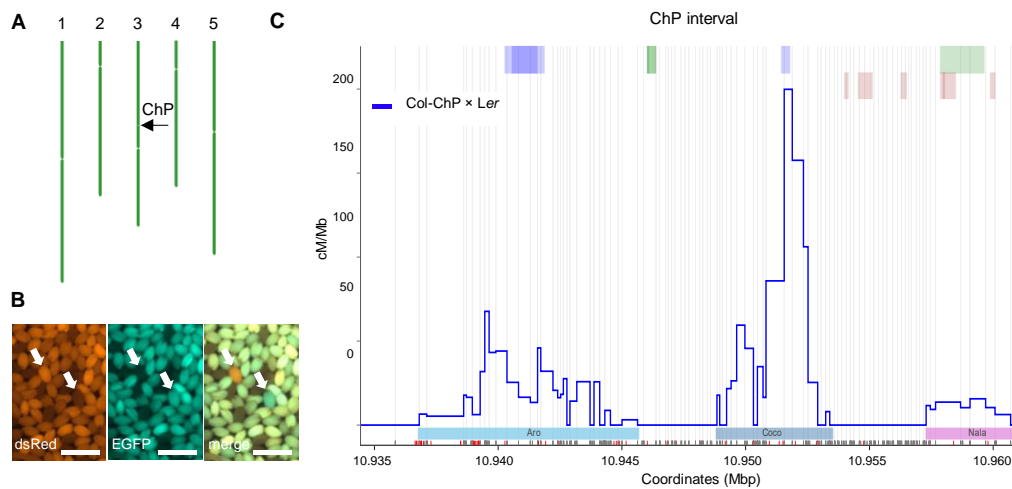 A
1 2 3 4 5
ChP
B
dsRed
EGFP
merge
C
ChP interval
Col-ChP × Ler
cM/Mb
200
150
100
50
0
Aro
Coco
Nala
10.935 10.940 10.945 10.950 10.955 10.960
Coordinates (Mbp)